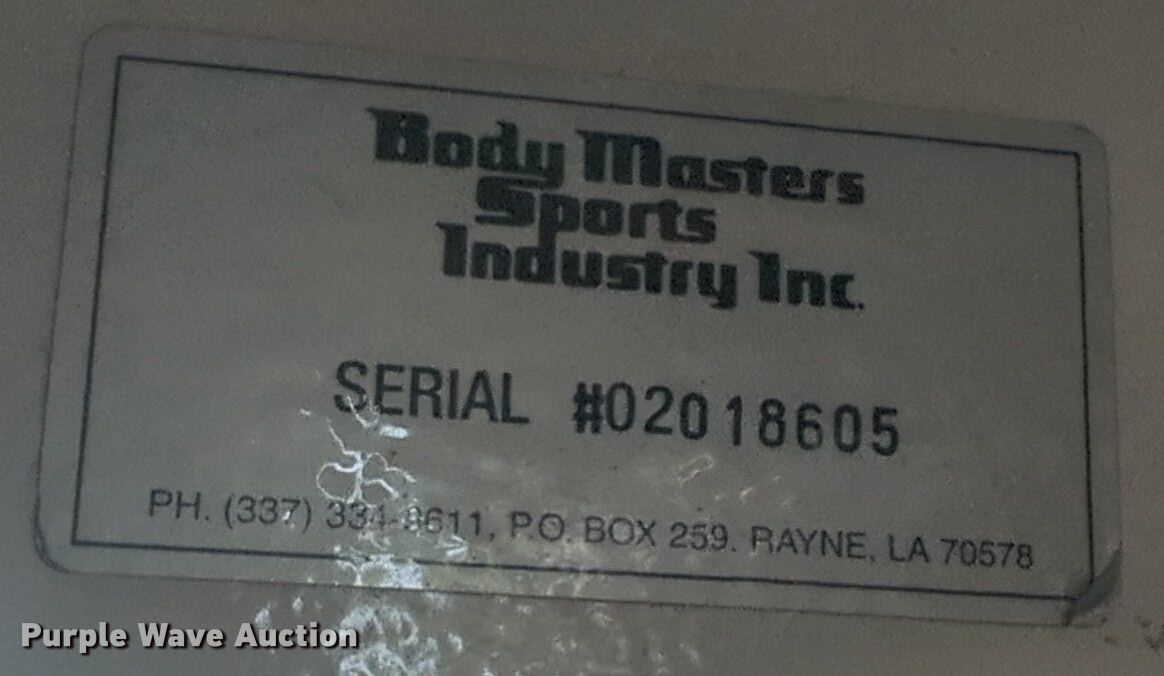 Body Masters
Sports
Industry Inc.
SERIAL #02018605
PH. (337) P.O. BOX 259. RAYNE, LA 70578
Purple Wave Auction